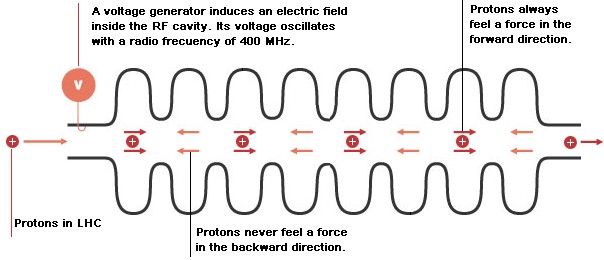 A voltage generator induces an electric field
inside the RF cavity. Its voltage oscillates
with a radio frecuency of 400 MHz.
Protons always
feel a force in the
forward direction.
V
+ + + + + +
Protons in LHC
Protons never feel a force
in the backward direction.